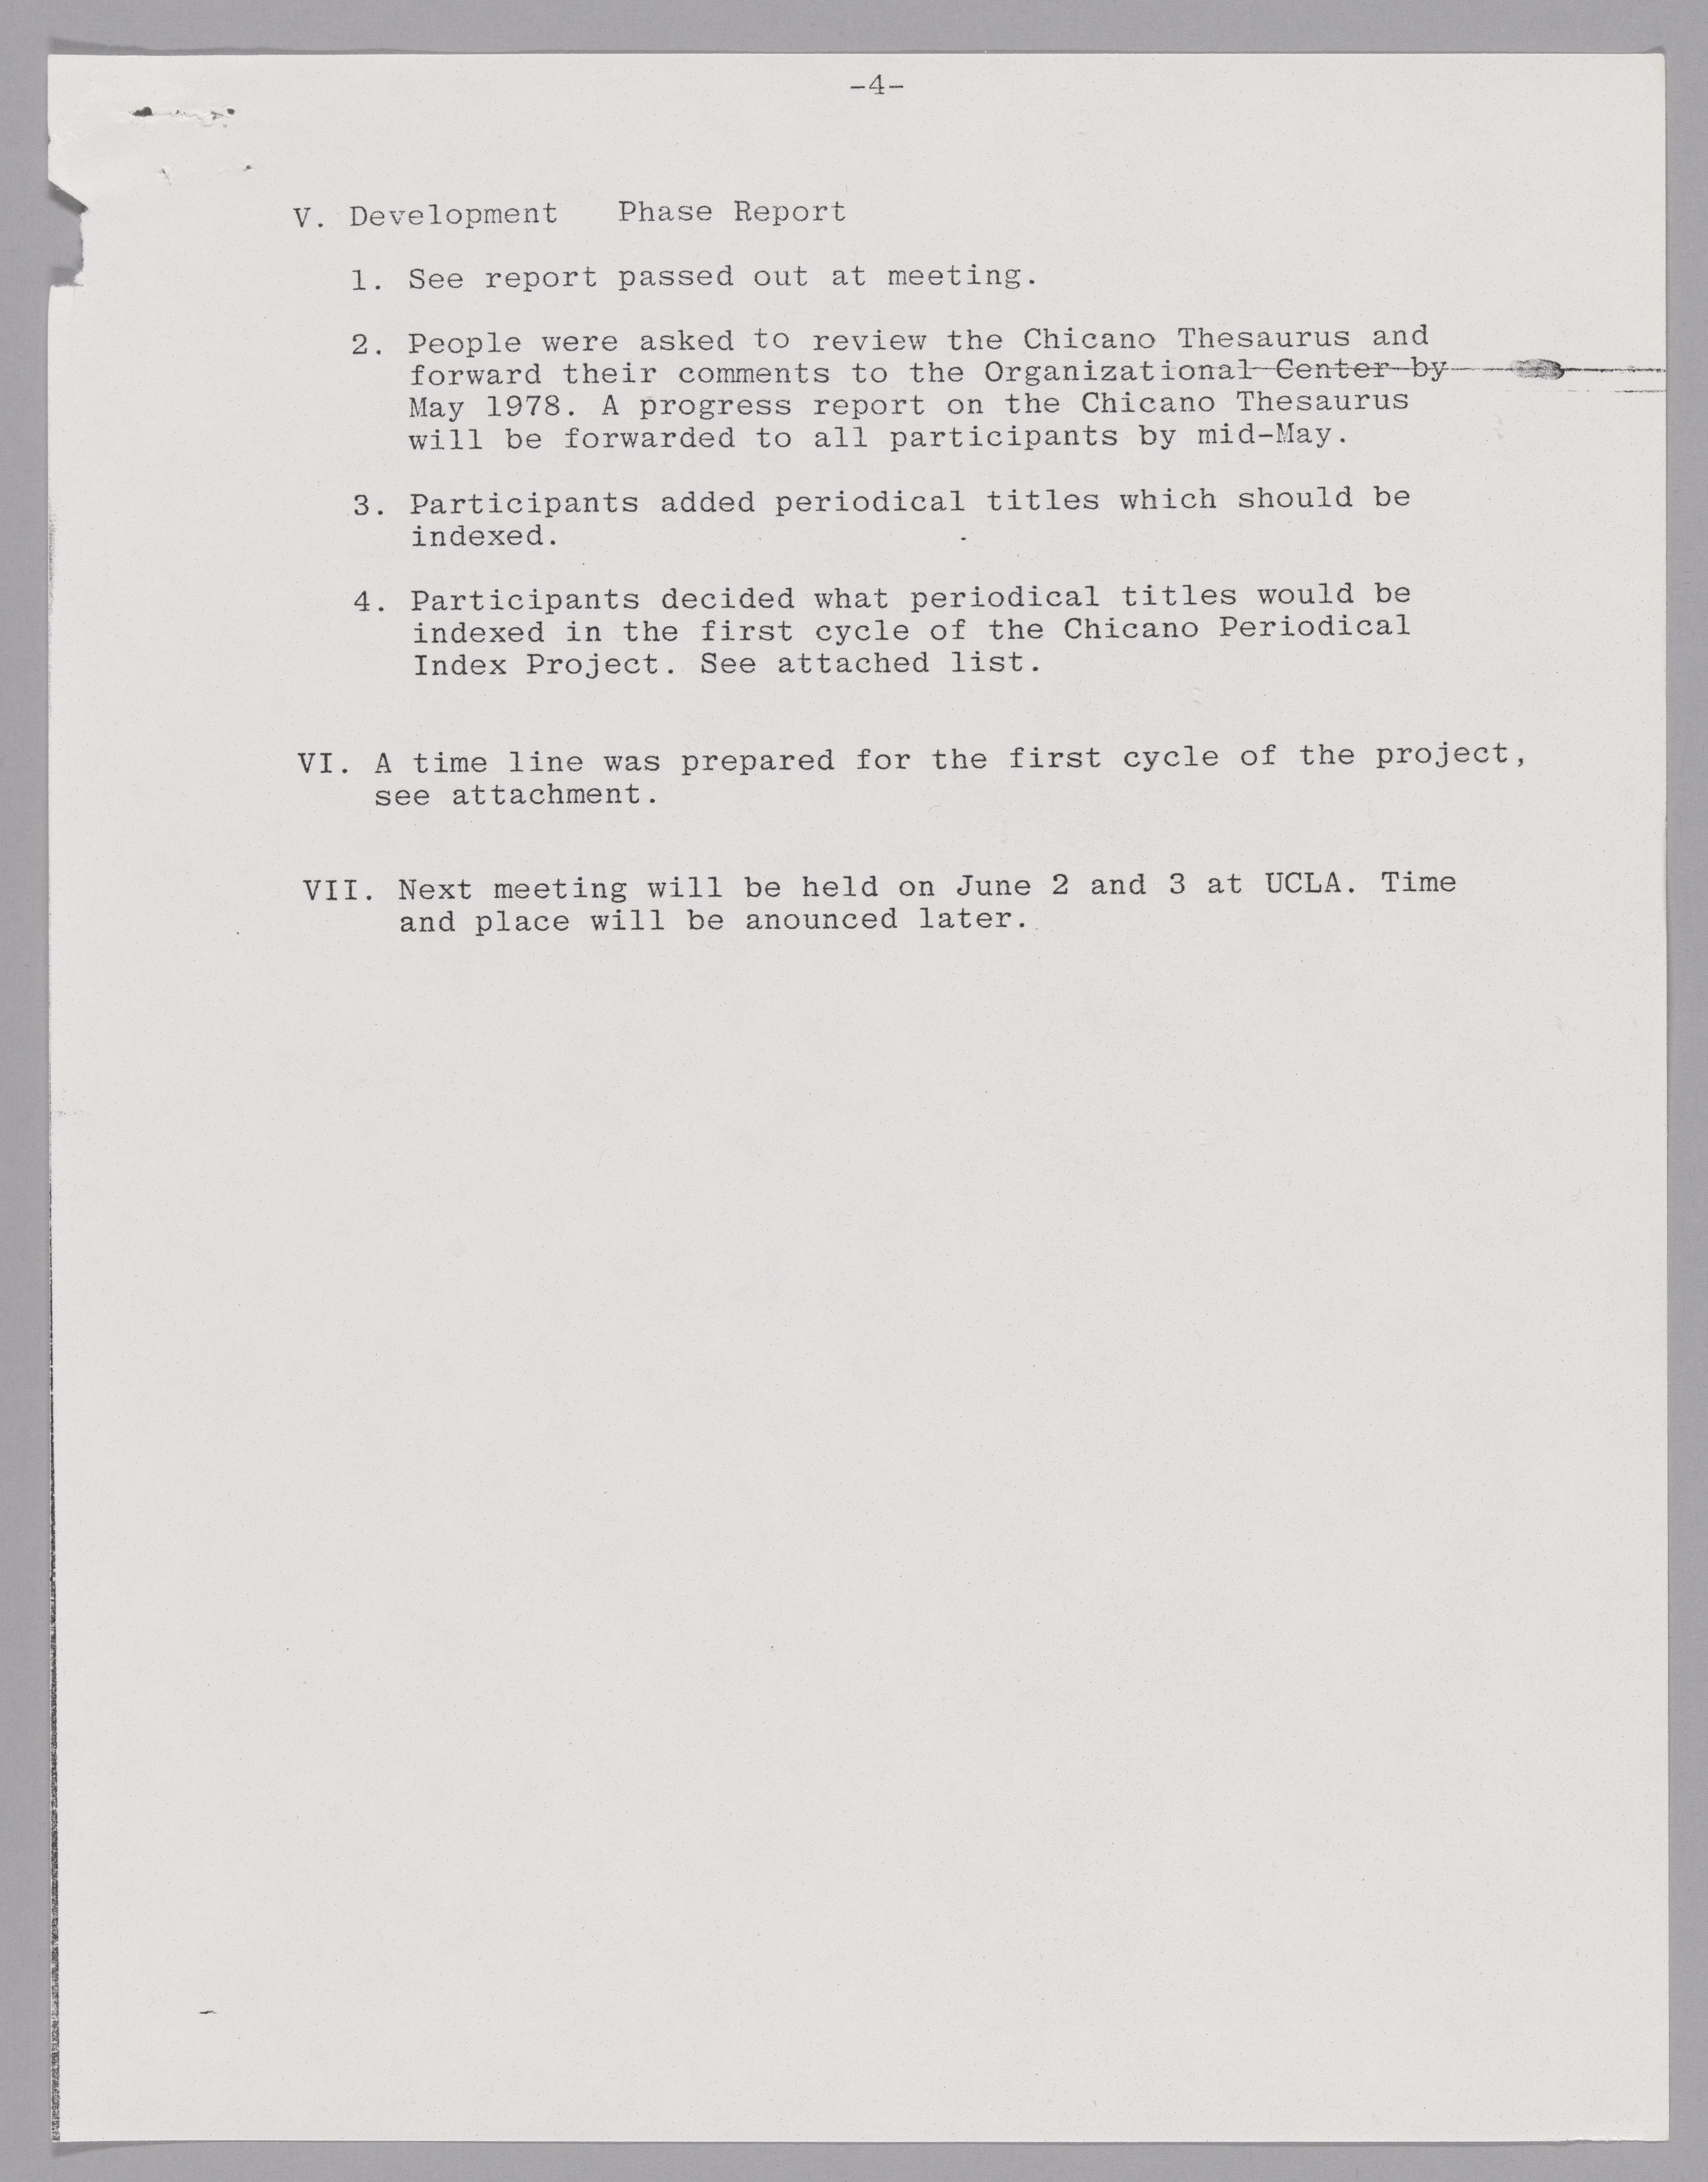 -4-
V. Development Phase Report
1. See report passed out at meeting.
2. People were asked to review the Chicano Thesaurus and
forward their comments to the Organizational Center by
May 1978. A progress report on the Chicano Thesaurus
will be forwarded to all participants by mid-May.
3. Participants added periodical titles which should be
indexed.
4. Participants decided what periodical titles would be
indexed in the first cycle of the Chicano Periodical
Index Project. See attached list.
VI. A time line was prepared for the first cycle of the project,
see attachment.
VII. Next meeting will be held on June 2 and 3 at UCLA. Time
and place will be anounced later.